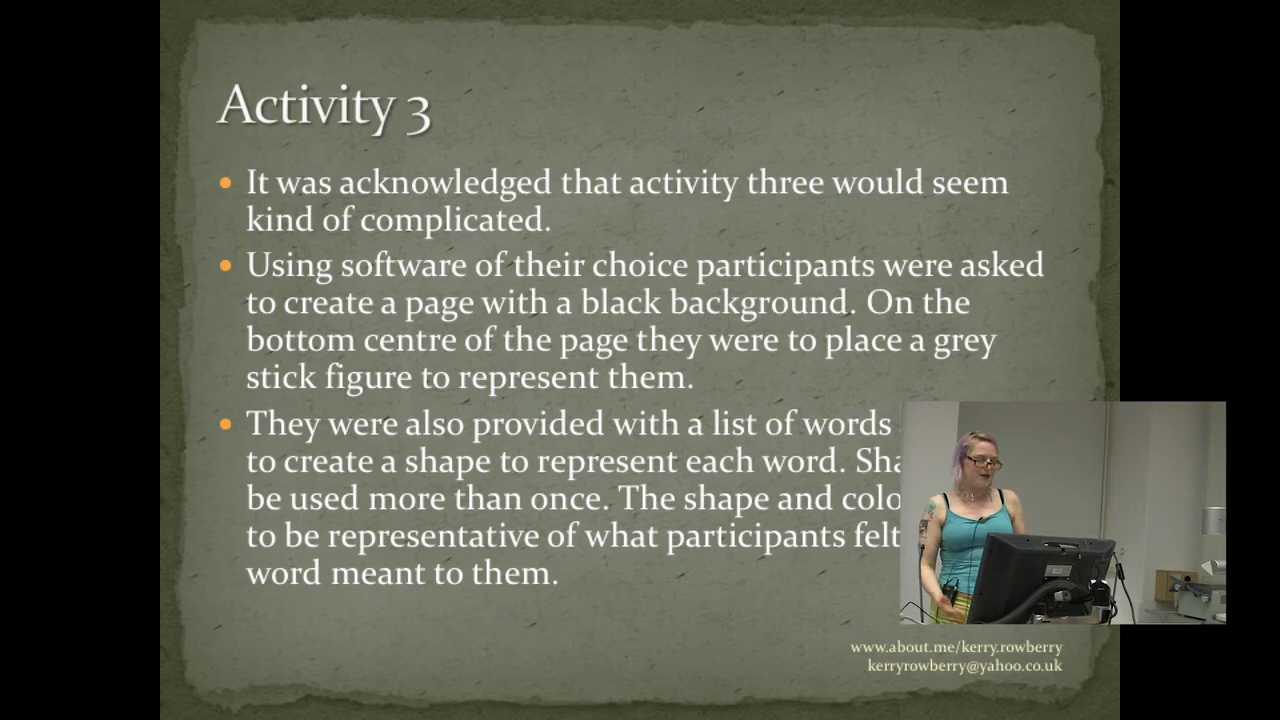 Activity 3
It was acknowledged that activity three would seem
kind of complicated.
Using software of their choice participants were asked
to create a page with a black background. On the
bottom centre of the page they were to place a grey
stick figure to represent them.
They were also provided with a list of words
to create a shape to represent each word.
be used more than once. The shape and
to be representative of what participants felt
word meant to them.
www.about.me/kerry.rowberry
kerryrowberry@yahoo.co.uk